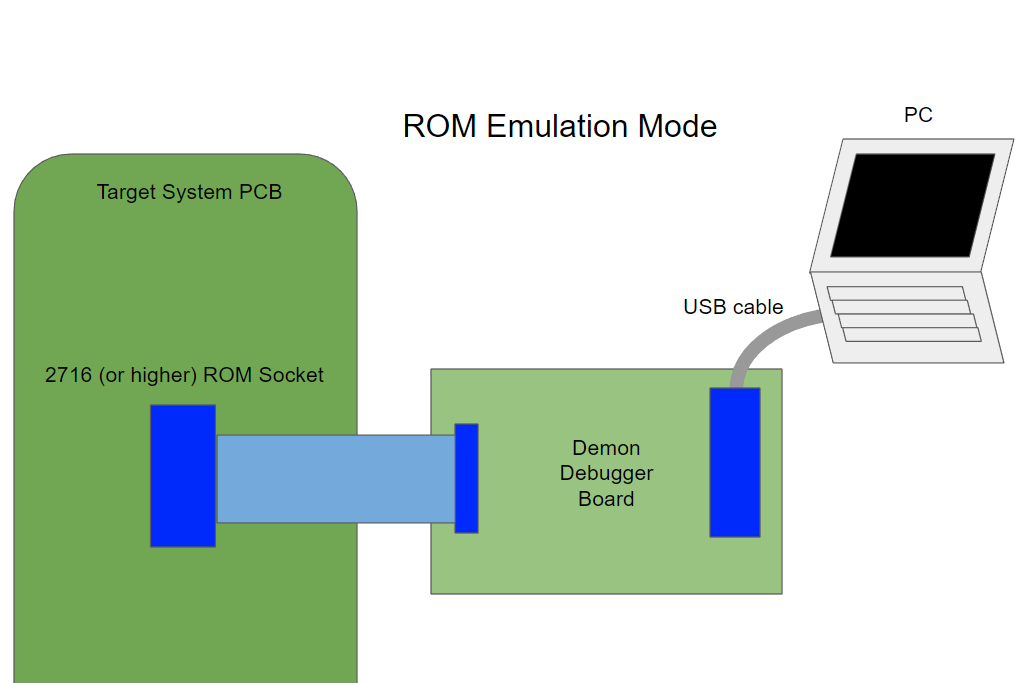 ROM Emulation Mode
PC
Target System PCB
USB cable
2716 (or higher) ROM Socket
Demon
Debugger
Board